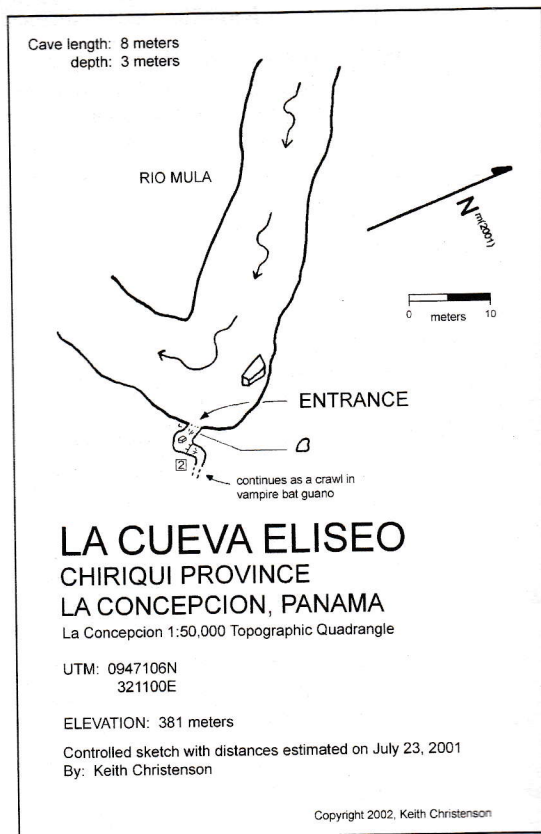 Cave length: 8 meters
depth: 3 meters
RIO MULA
N m(2001)
0 meters 10
ENTRANCE
2
continues as a crawl in
vampire bat guano
LA CUEVA ELISEO
CHIRIQUI PROVINCE
LA CONCEPCION, PANAMA
La Concepcion 1:50,000 Topographic Quadrangle
UTM: 0947106N
321100E
ELEVATION: 381 meters
Controlled sketch with distances estimated on July 23, 2001
By: Keith Christenson
Copyright 2002, Keith Christenson